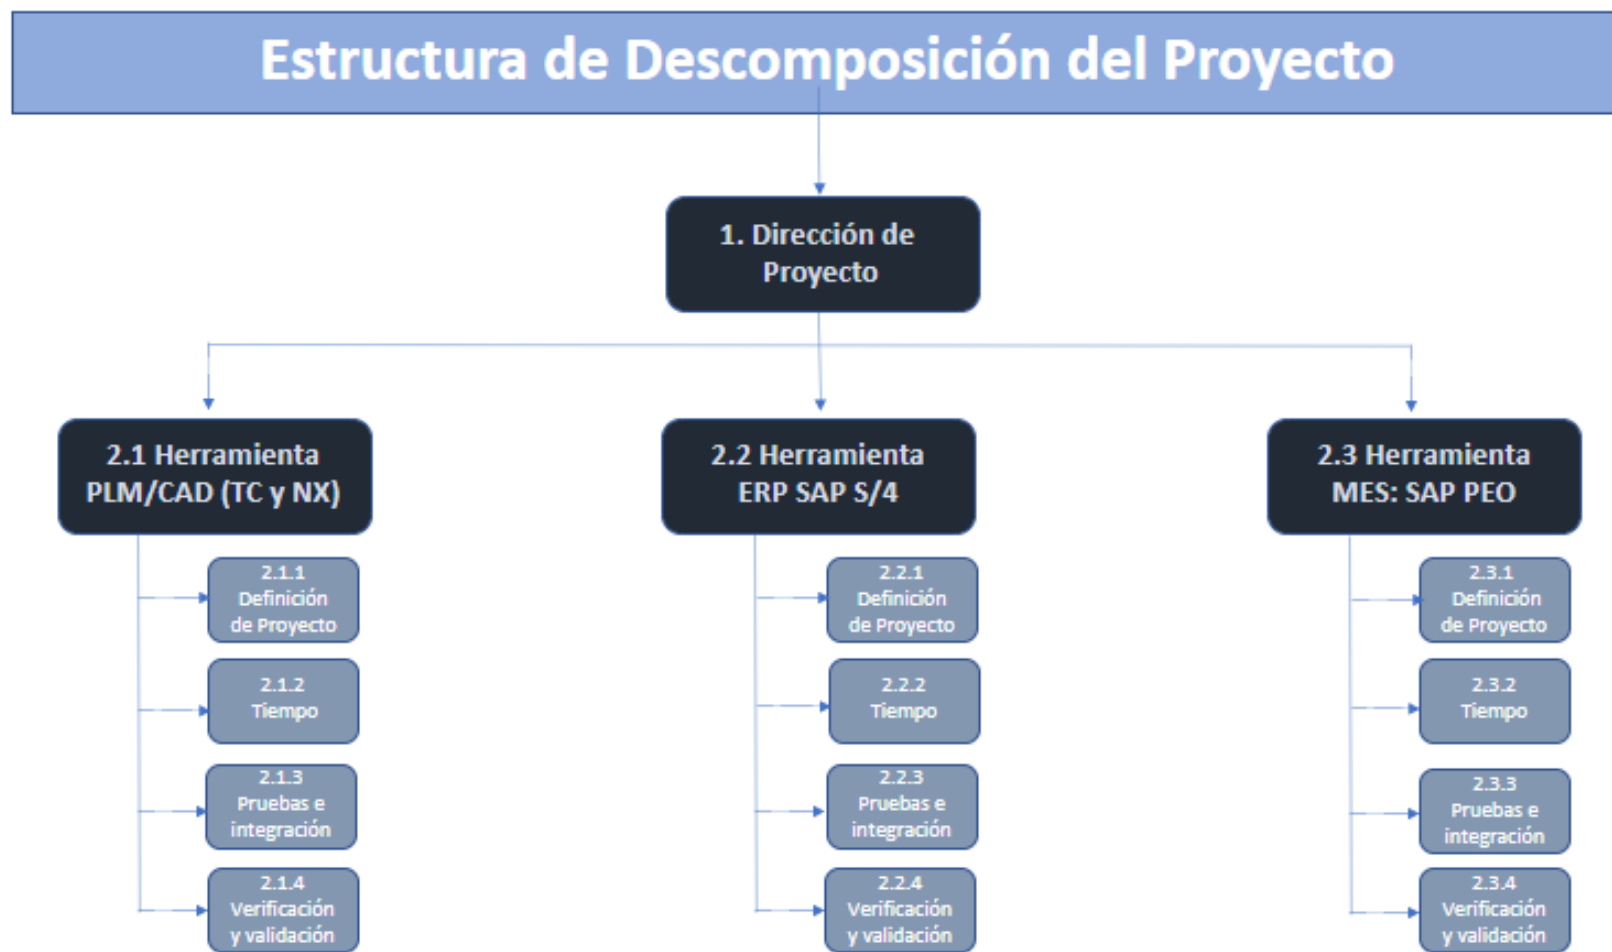 Estructura de Descomposición del Proyecto
1. Dirección de
Proyecto
2.1 Herramienta
PLM/CAD (TC y NX)
2.1.1
Definición
de Proyecto
2.1.2
Tiempo
2.1.3
Pruebas e
integración
2.1.4
Verificación
y validación
2.2 Herramienta
ERP SAP S/4
2.2.1
Definición
de Proyecto
2.2.2
Tiempo
2.2.3
Pruebas e
integración
2.2.4
Verificación
y validación
2.3 Herramienta
MES: SAP PEO
2.3.1
Definición
de Proyecto
2.3.2
Tiempo
2.3.3
Pruebas e
integración
2.3.4
Verificación
y validación